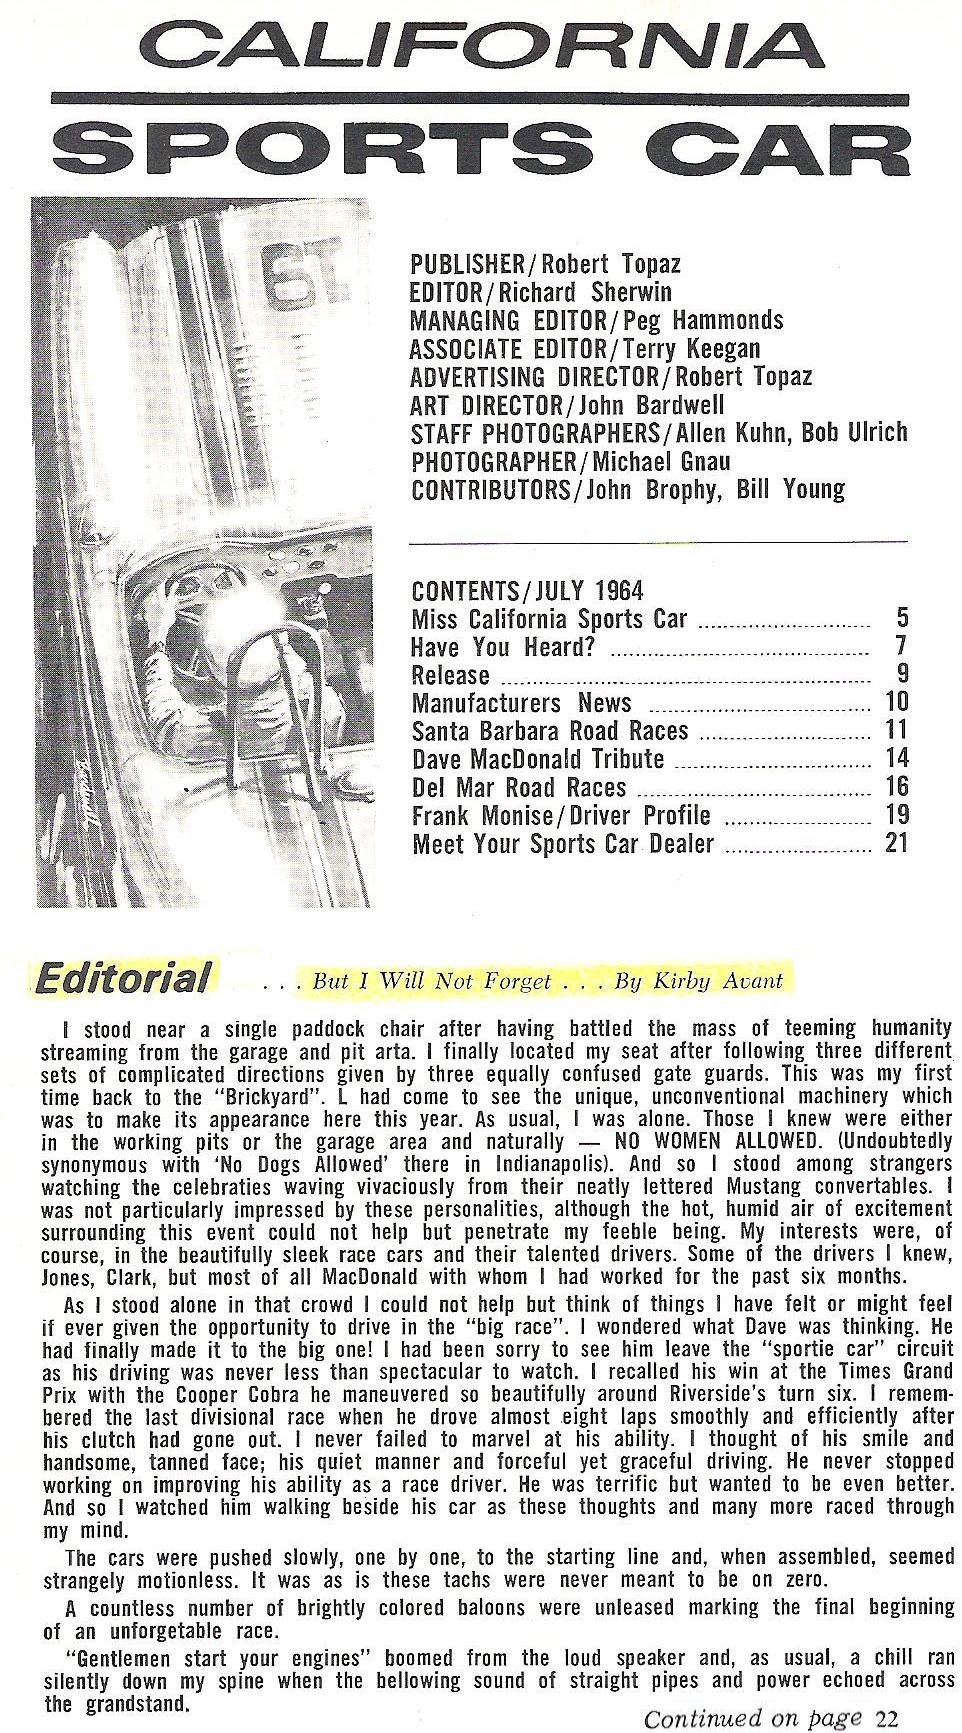 CALIFORNIA
SPORTS CAR
6T
PUBLISHER/Robert Topaz
EDITOR/Richard Sherwin
MANAGING EDITOR/Peg Hammonds
ASSOCIATE EDITOR/Terry Keegan
ADVERTISING DIRECTOR/Robert Topaz
ART DIRECTOR/John Bardwell
STAFF PHOTOGRAPHERS/Allen Kuhn, Bob Ulrich
PHOTOGRAPHER/Michael Gnau
CONTRIBUTORS/John Brophy, Bill Young
CONTENTS/JULY 1964
Miss California Sports Car ............................ 5
Have You Heard? .......................................... 7
Release ............................................................ 9
Manufacturers News .................................... 10
Santa Barbara Road Races ............................ 11
Dave MacDonald Tribute ................................ 14
Del Mar Road Races ...................................... 16
Frank Monise/Driver Profile ........................ 19
Meet Your Sports Car Dealer ........................ 21
Editorial . . . But I Will Not Forget . . . By Kirby Avant
I stood near a single paddock chair after having battled the mass of teeming humanity
streaming from the garage and pit arta. I finally located my seat after following three different
sets of complicated directions given by three equally confused gate guards. This was my first
time back to the "Brickyard". L had come to see the unique, unconventional machinery which
was to make its appearance here this year. As usual, I was alone. Those I knew were either
in the working pits or the garage area and naturally — NO WOMEN ALLOWED. (Undoubtedly
synonymous with 'No Dogs Allowed' there in Indianapolis). And so I stood among strangers
watching the celebraties waving vivaciously from their neatly lettered Mustang convertables. I
was not particularly impressed by these personalities, although the hot, humid air of excitement
surrounding this event could not help but penetrate my feeble being. My interests were, of
course, in the beautifully sleek race cars and their talented drivers. Some of the drivers I knew,
Jones, Clark, but most of all MacDonald with whom I had worked for the past six months.
As I stood alone in that crowd I could not help but think of things I have felt or might feel
if ever given the opportunity to drive in the "big race". I wondered what Dave was thinking. He
had finally made it to the big one! I had been sorry to see him leave the "sportie car" circuit
as his driving was never less than spectacular to watch. I recalled his win at the Times Grand
Prix with the Cooper Cobra he maneuvered so beautifully around Riverside's turn six. I remem-
bered the last divisional race when he drove almost eight laps smoothly and efficiently after
his clutch had gone out. I never failed to marvel at his ability. I thought of his smile and
handsome, tanned face; his quiet manner and forceful yet graceful driving. He never stopped
working on improving his ability as a race driver. He was terrific but wanted to be even better.
And so I watched him walking beside his car as these thoughts and many more raced through
my mind.
The cars were pushed slowly, one by one, to the starting line and, when assembled, seemed
strangely motionless. It was as is these tachs were never meant to be on zero.
A countless number of brightly colored baloons were unleased marking the final beginning
of an unforgetable race.
"Gentlemen start your engines" boomed from the loud speaker and, as usual, a chill ran
silently down my spine when the bellowing sound of straight pipes and power echoed across
the grandstand.
Continued on page 22